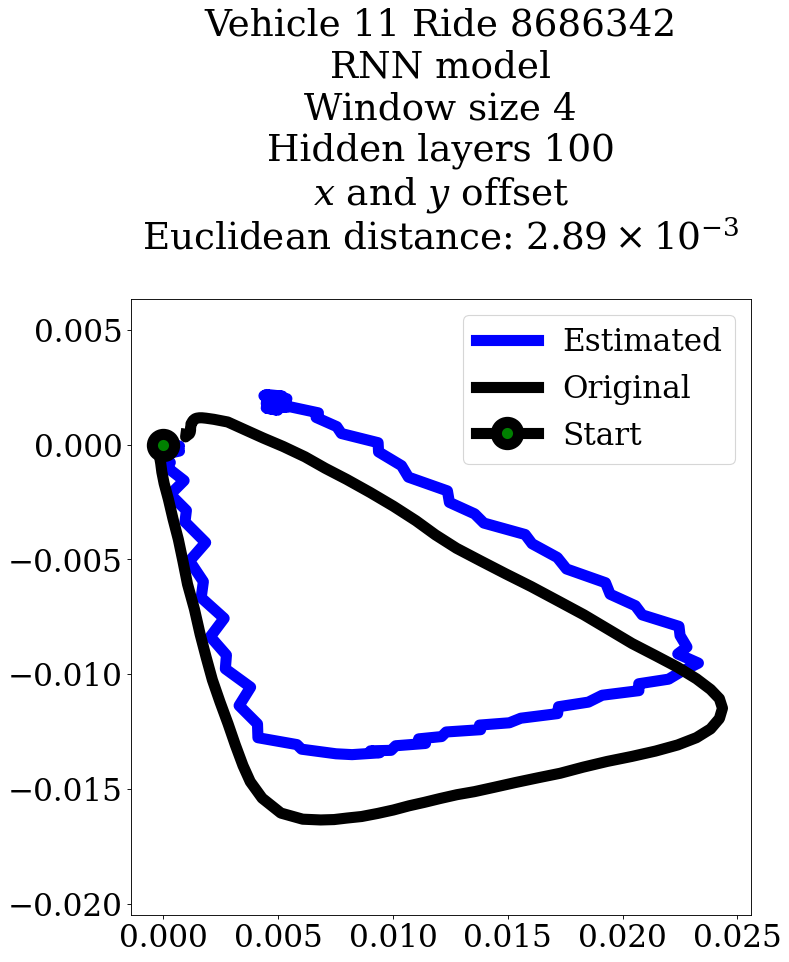 Vehicle 11 Ride 8686342
RNN model
Window size 4
Hidden layers 100
x and y offset
Euclidean distance: 2.89 × 10⁻³
Estimated
Original
Start
0.005
0.000
−0.005
−0.010
−0.015
−0.020
0.000 0.005 0.010 0.015 0.020 0.025